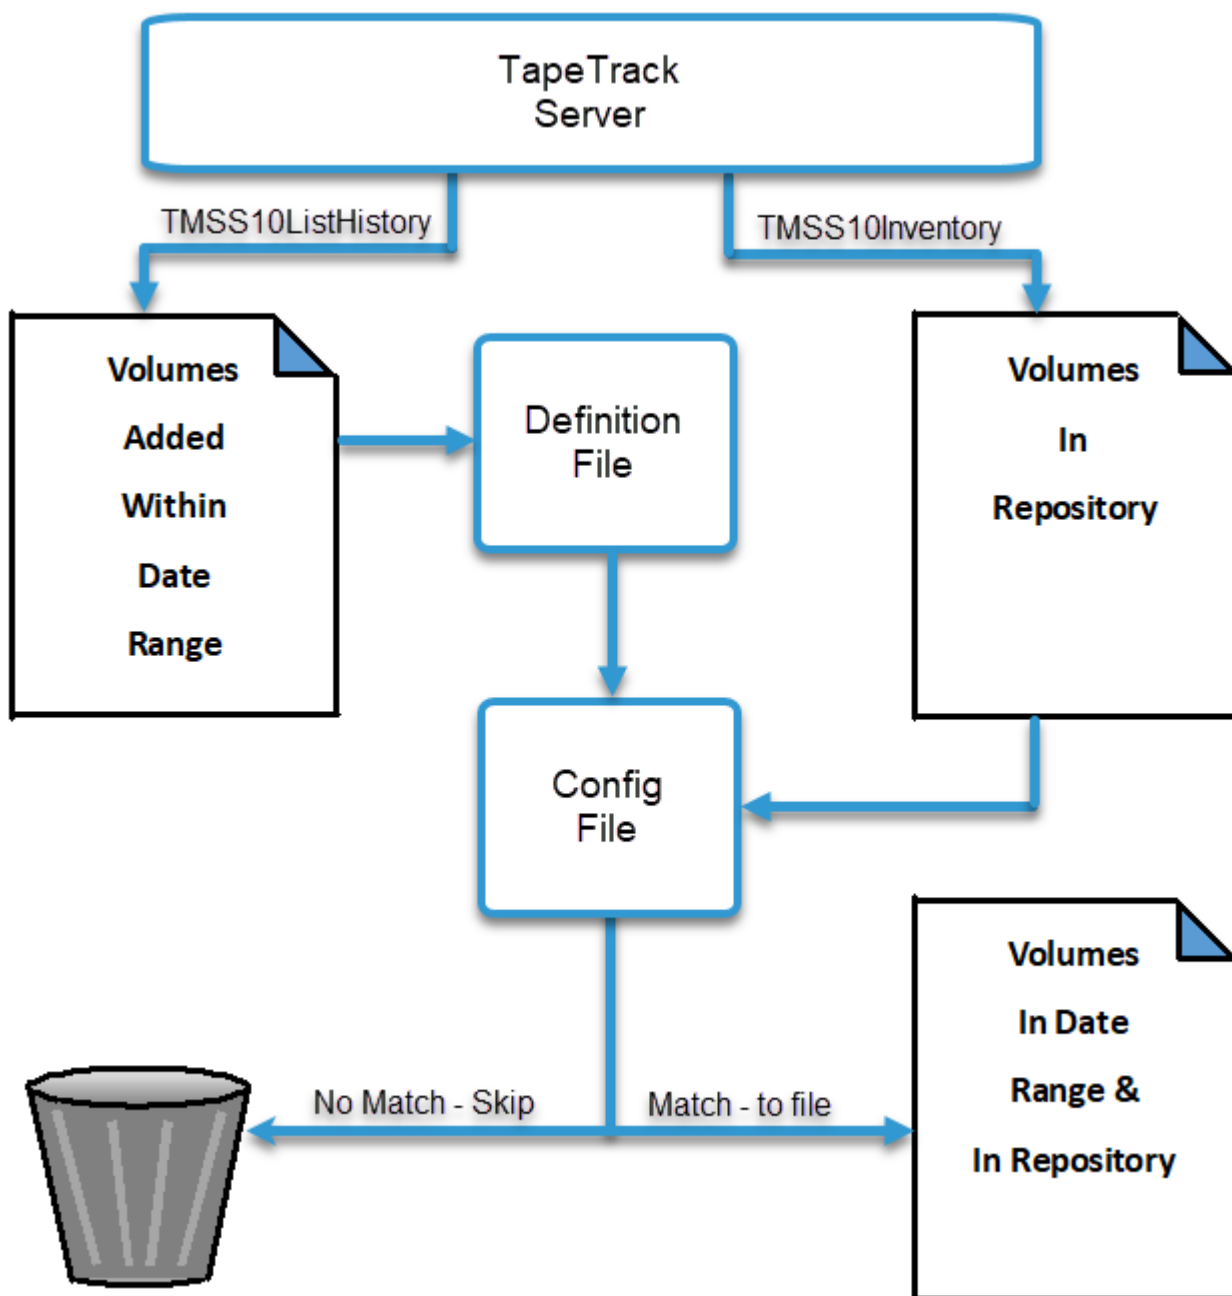 TapeTrack
Server
TMSS10ListHistory
TMSS10Inventory
Volumes
Added
Within
Date
Range
Definition
File
Volumes
In
Repository
Config
File
No Match - Skip
Match - to file
Volumes
In Date
Range &
In Repository